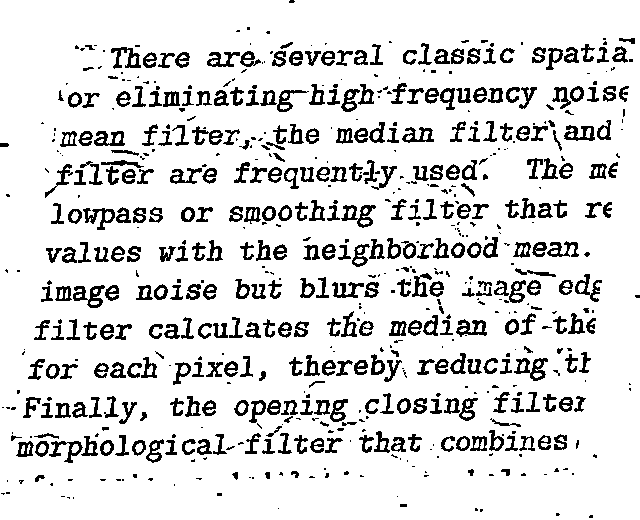 There are several classic spatia
or eliminating high frequency noise
mean filter, the median filter and
filter are frequently used. The me
lowpass or smoothing filter that re
values with the neighborhood mean.
image noise but blurs the image edg
filter calculates the median of the
for each pixel, thereby reducing th
Finally, the opening closing filter
morphological filter that combines